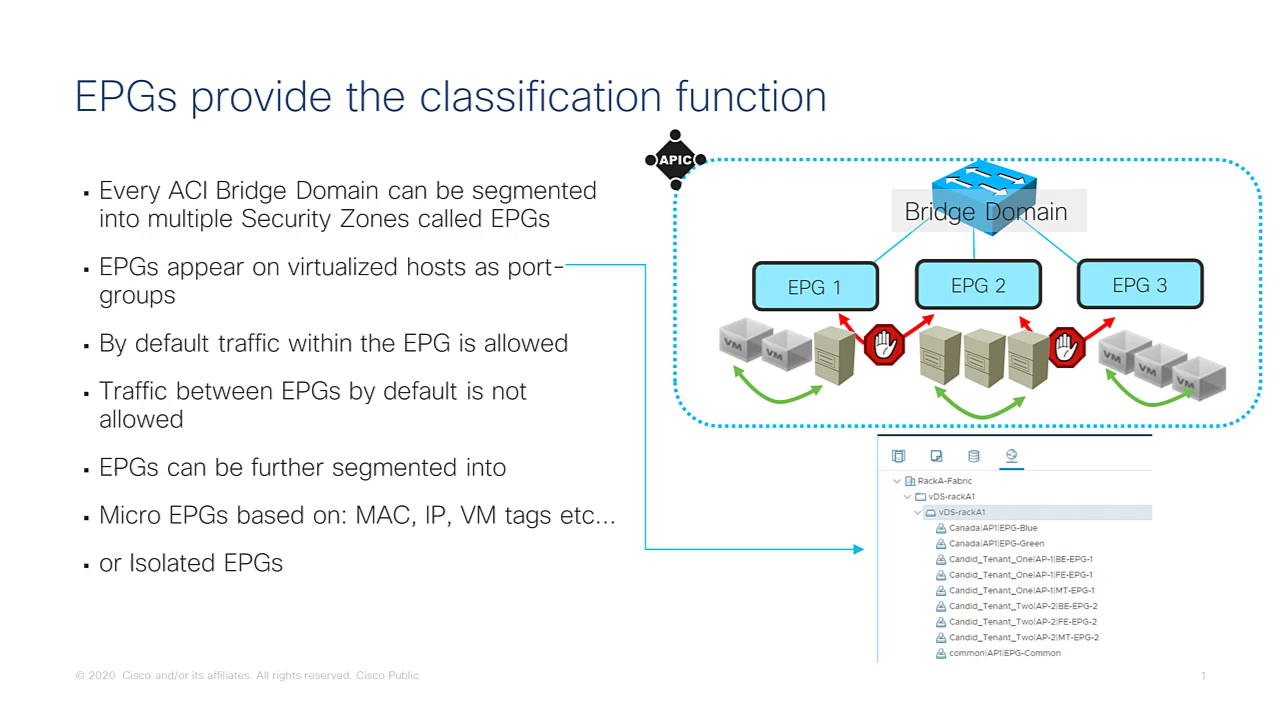 EPGs provide the classification function
▪ Every ACI Bridge Domain can be segmented
into multiple Security Zones called EPGs
▪ EPGs appear on virtualized hosts as port-
groups
▪ By default traffic within the EPG is allowed
▪ Traffic between EPGs by default is not
allowed
▪ EPGs can be further segmented into
▪ Micro EPGs based on: MAC, IP, VM tags etc...
▪ or Isolated EPGs
APIC
Bridge Domain
EPG 1
EPG 2
EPG 3
VM
VM
VM
VM
VM
RackA-Fabric
vDS-rackA1
vDS-rackA1
Canada|AP1|EPG-Blue
Canada|AP1|EPG-Green
Candid_Tenant_One|AP-1|BE-EPG-1
Candid_Tenant_One|AP-1|FE-EPG-1
Candid_Tenant_One|AP-1|MT-EPG-1
Candid_Tenant_Two|AP-2|BE-EPG-2
Candid_Tenant_Two|AP-2|FE-EPG-2
Candid_Tenant_Two|AP-2|MT-EPG-2
common|AP1|EPG-Common
© 2020 Cisco and/or its affiliates. All rights reserved. Cisco Public
1